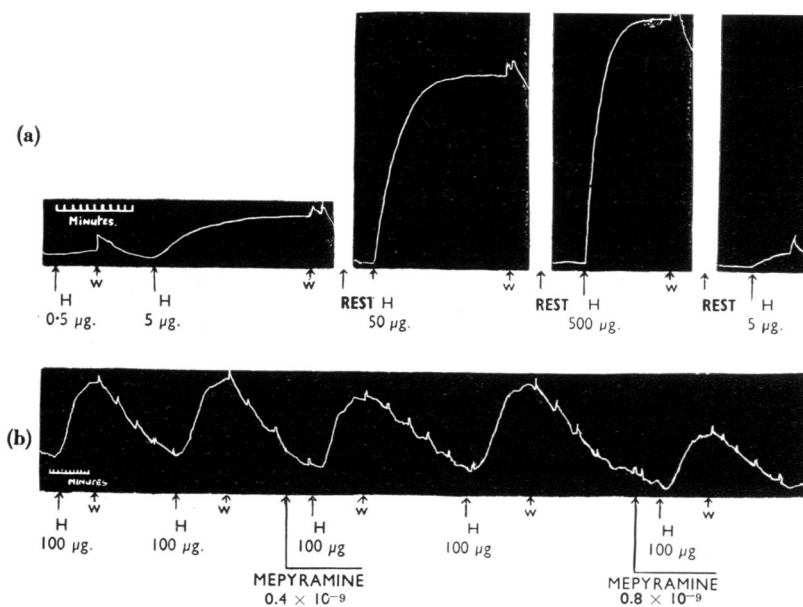 (a)
Minutes.
H W H W REST H W REST H W REST H
0·5 µg. 5 µg. 50 µg. 500 µg. 5 µg.
(b)
MINUTES
H W H W H W H W H W
100 µg. 100 µg. 100 µg 100 µg 100 µg
MEPYRAMINE MEPYRAMINE
0.4 × 10⁻⁹ 0.8 × 10⁻⁹